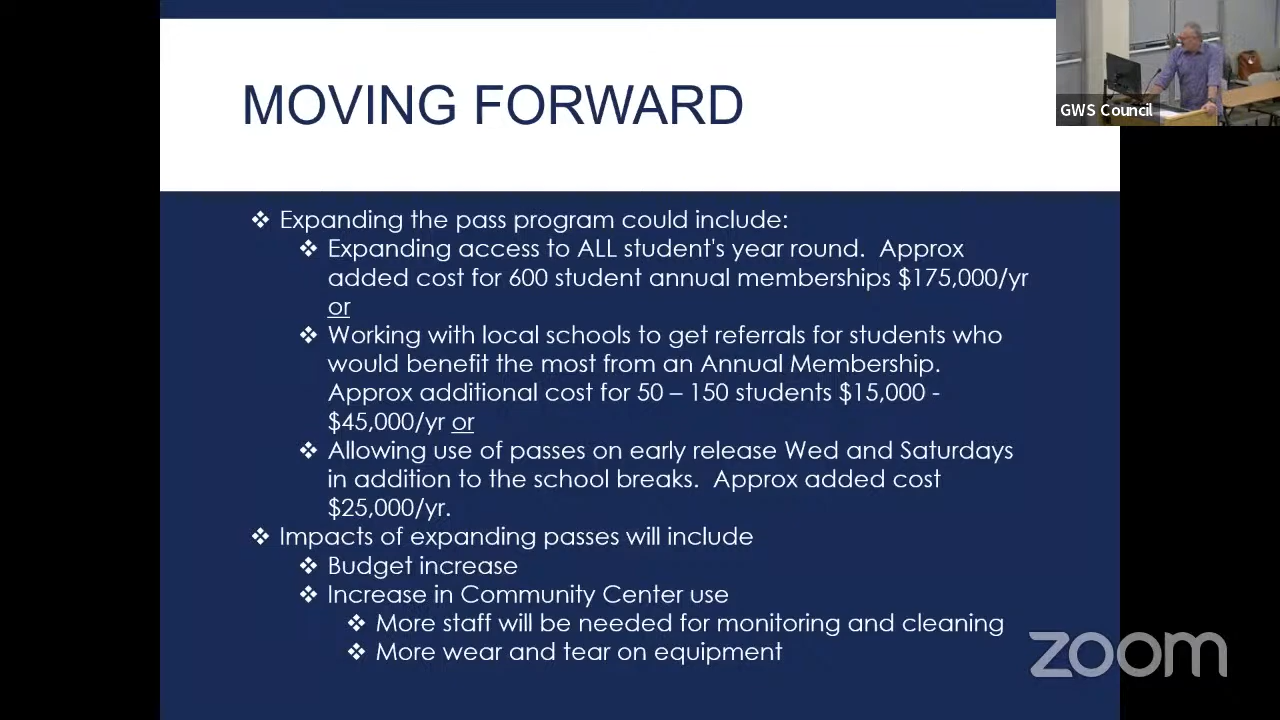 MOVING FORWARD
GWS Council
❖ Expanding the pass program could include:
❖ Expanding access to ALL student's year round. Approx
added cost for 600 student annual memberships $175,000/yr
or
❖ Working with local schools to get referrals for students who
would benefit the most from an Annual Membership.
Approx additional cost for 50 – 150 students $15,000 -
$45,000/yr or
❖ Allowing use of passes on early release Wed and Saturdays
in addition to the school breaks. Approx added cost
$25,000/yr.
❖ Impacts of expanding passes will include
❖ Budget increase
❖ Increase in Community Center use
❖ More staff will be needed for monitoring and cleaning
❖ More wear and tear on equipment
zoom